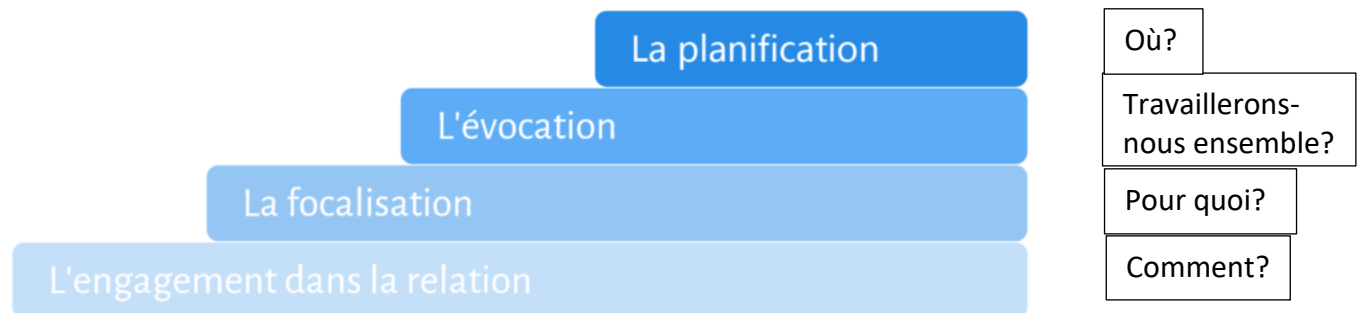 La planification
Où?
L'évocation
Travaillerons-
nous ensemble?
La focalisation
Pour quoi?
L'engagement dans la relation
Comment?